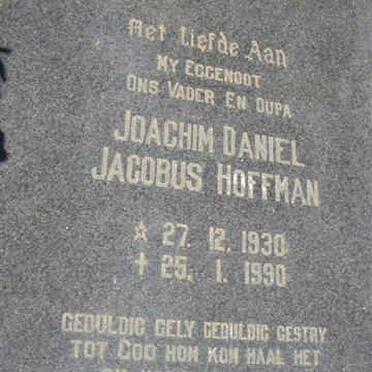 Met Liefde Aan
MY EGGENOOT
ONS VADER EN OUPA
JOACHIM DANIEL
JACOBUS HOFFMAN
☆ 27. 12. 1930
✝ 25. 1. 1990
GEDULDIG GELY GEDULDIG GESTRY
TOT GOD HOM KOM HAAL HET